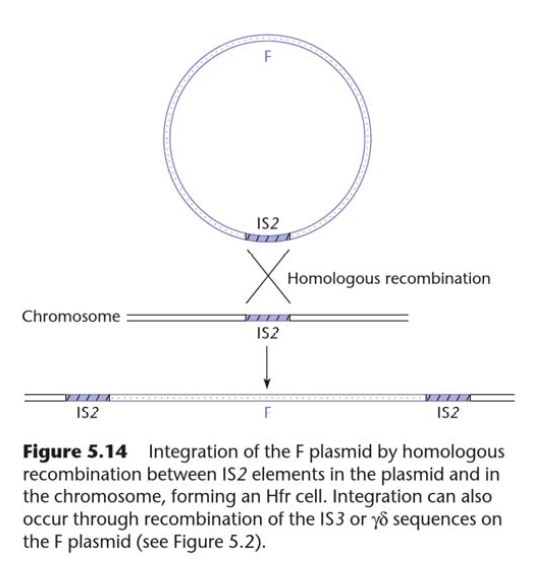 F
IS2
Homologous recombination
Chromosome
IS2
IS2
F
IS2
Figure 5.14 Integration of the F plasmid by homologous
recombination between IS2 elements in the plasmid and in
the chromosome, forming an Hfr cell. Integration can also
occur through recombination of the IS3 or γδ sequences on
the F plasmid (see Figure 5.2).